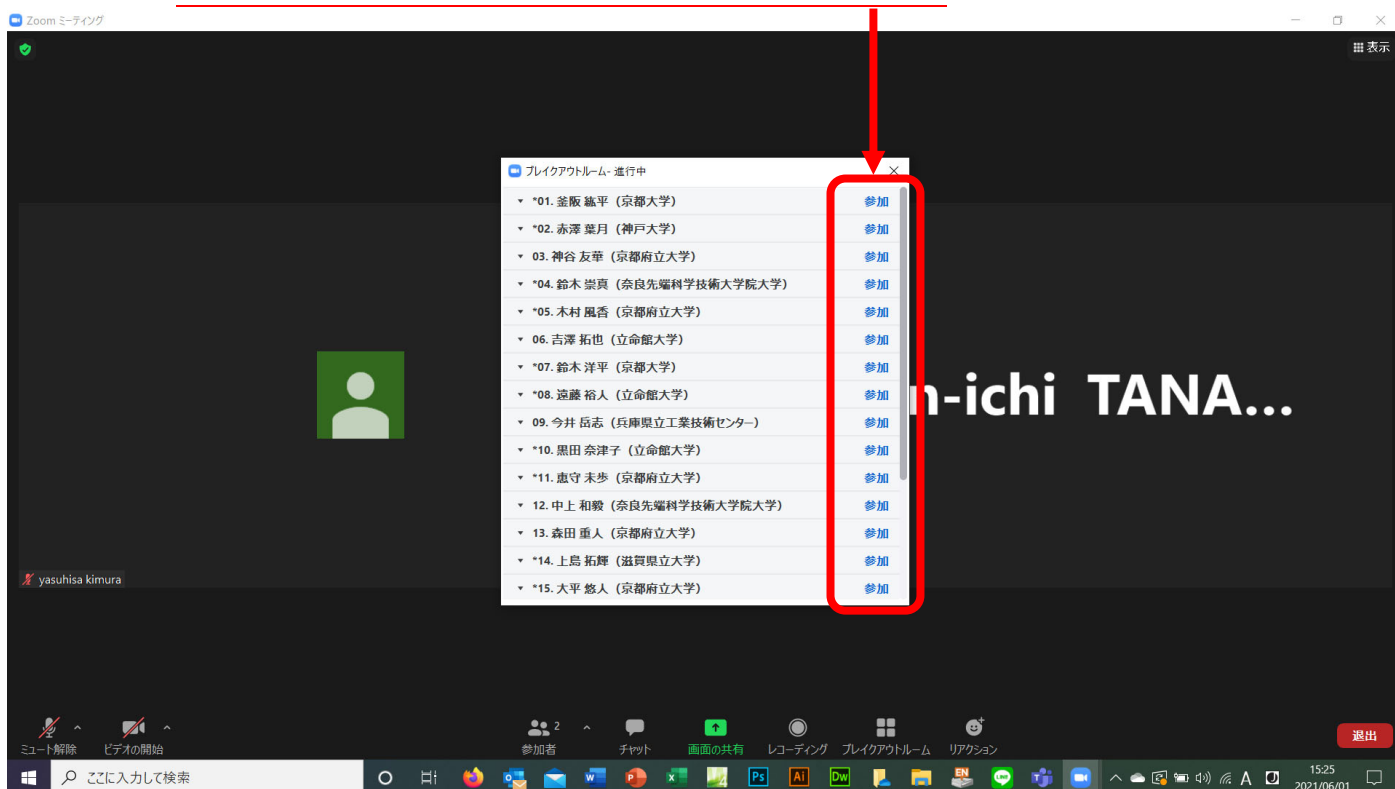 Zoom ミーティング
表示
ブレイクアウトルーム- 進行中
*01. 釜阪 紘平（京都大学） 参加
*02. 赤澤 葉月（神戸大学） 参加
03. 神谷 友華（京都府立大学） 参加
*04. 鈴木 崇真（奈良先端科学技術大学院大学） 参加
*05. 木村 風香（京都府立大学） 参加
06. 吉澤 拓也（立命館大学） 参加
*07. 鈴木 洋平（京都大学） 参加
*08. 遠藤 裕人（立命館大学） 参加
09. 今井 岳志（兵庫県立工業技術センター） 参加
*10. 黒田 奈津子（立命館大学） 参加
*11. 恵守 未歩（京都府立大学） 参加
12. 中上 和毅（奈良先端科学技術大学院大学） 参加
13. 森田 重人（京都府立大学） 参加
*14. 上島 拓輝（滋賀県立大学） 参加
*15. 大平 悠人（京都府立大学） 参加
n-ichi TANA...
yasuhisa kimura
2
ミュート解除 ビデオの開始 参加者 チャット 画面の共有 レコーディング ブレイクアウトルーム リアクション 退出
ここに入力して検索 Ps Ai Dw EN LINE A J 15:25
2021/06/01